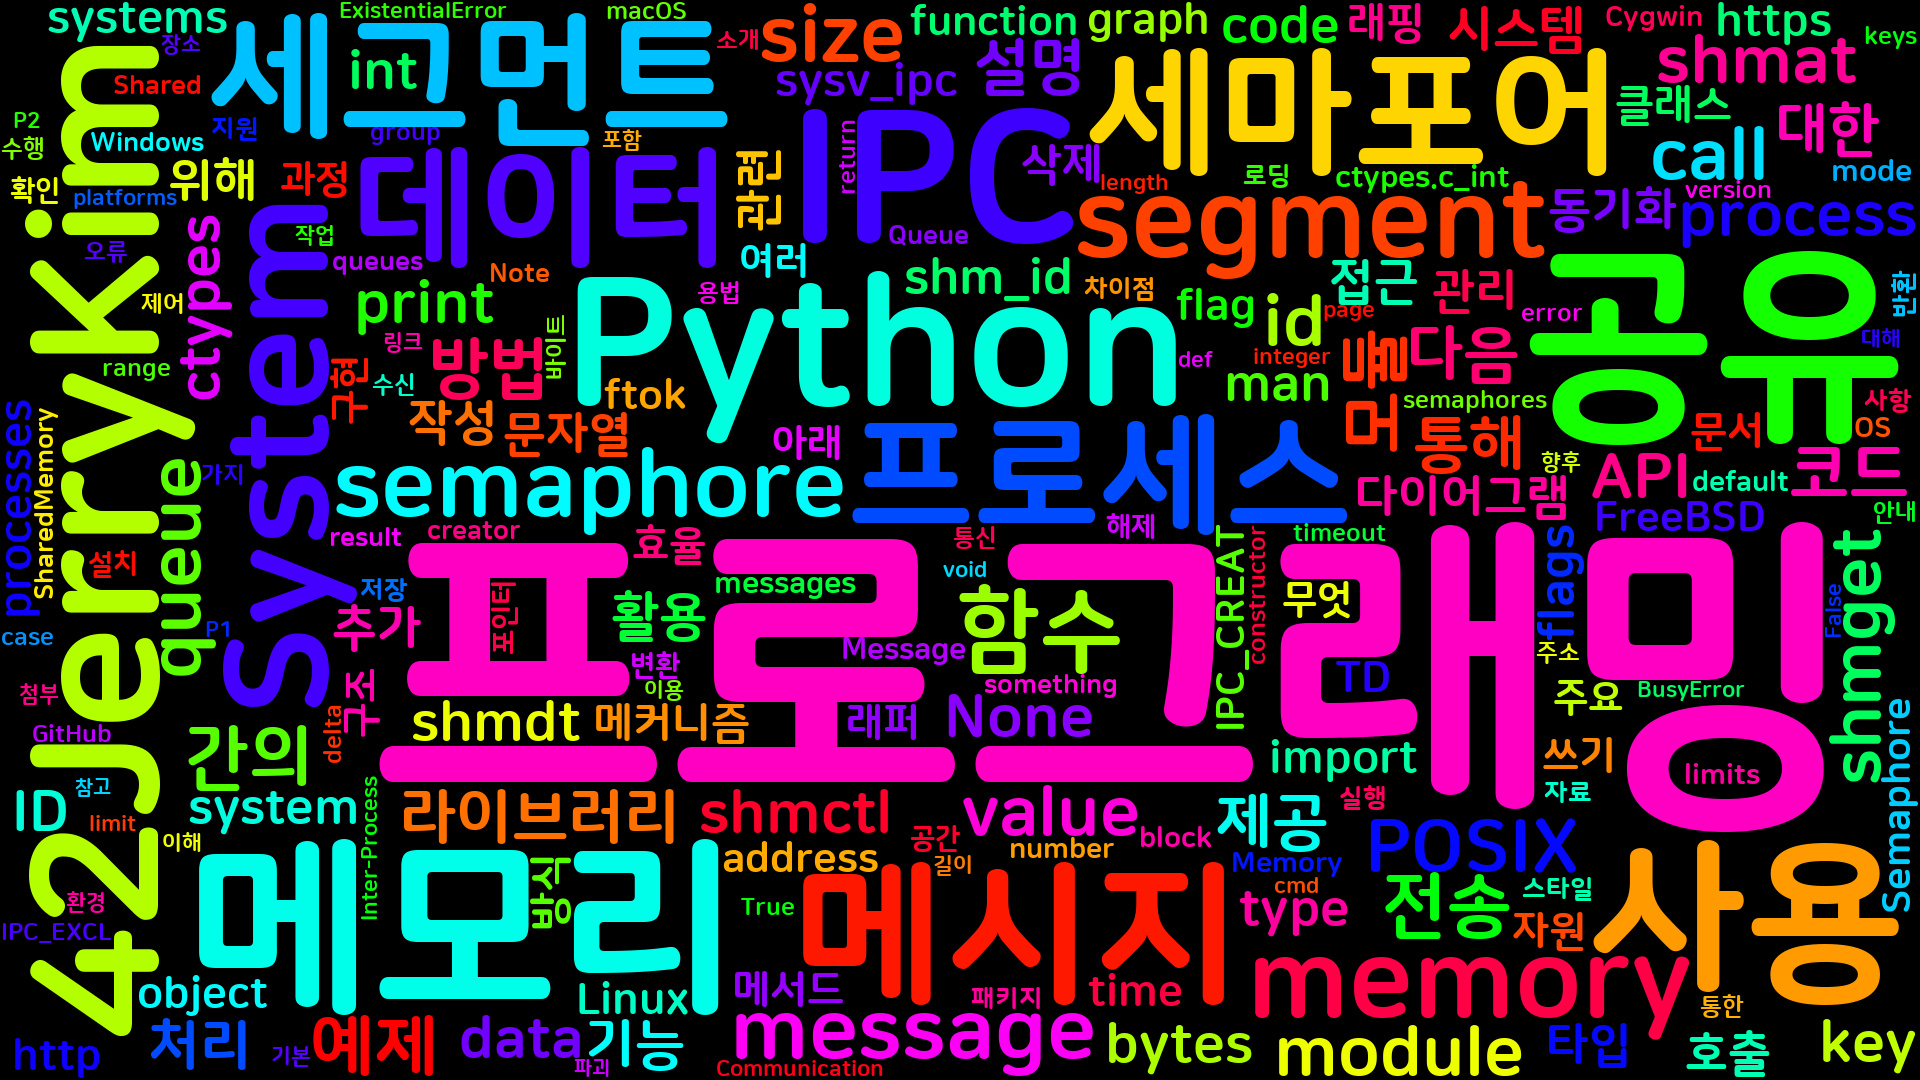 systems
ExistentialError
macOS
소개
size
function
graph
code
래핑
시스템
Cygwin
https
keys
장소
세그먼트
int
sysv_ipc
설명
세마포어
shmat
클래스
대한
Shared
P2
수행
Windows
지원
group
포함
IPC
return
삭제
call
mode
확인
platforms
위해
과정
데이터
관련
length
로딩
ctypes.c_int
version
42JerryKim
오류
ctypes
System
작업
queues
Note
여러
Queue
segment
동기화
process
제어
print
Python
용법
shm_id
차이점
flag
id
접근
page
관리
error
공유
반환
대해
range
링크
방법
수신
바이트
구현
ftok
def
integer
man
별
다음
semaphores
사항
processes
SharedMemory
queue
가지
작성
문자열
아래
프로세스
머
통해
문서
OS
향후
semaphore
다이어그램
API
default
코드
설치
result
creator
효율
통신
해제
timeout
FreeBSD
안내
저장
messages
void
IPC_CREAT
constructor
프로그래밍
case
P1
추가
포인터
활용
함수
무엇
flags
주소
False
shmget
첨부
구조
변환
이용
Message
something
TD
BusyError
GitHub
delta
shmdt
메커니즘
래퍼
None
주요
Semaphore
간의
import
쓰기
limits
참고
ID
limit
system
Inter-Process
라이브러리
shmctl
value
제공
실행
자료
이해
공간
block
POSIX
메모리
방식
address
길이
number
Memory
환경
True
메시지
cmd
type
전송
스타일
자원
사용
IPC_EXCL
object
Linux
메서드
패키지
time
memory
통한
http
처리
기본
예제
data
기능
파괴
message
Communication
bytes
module
타입
호출
key